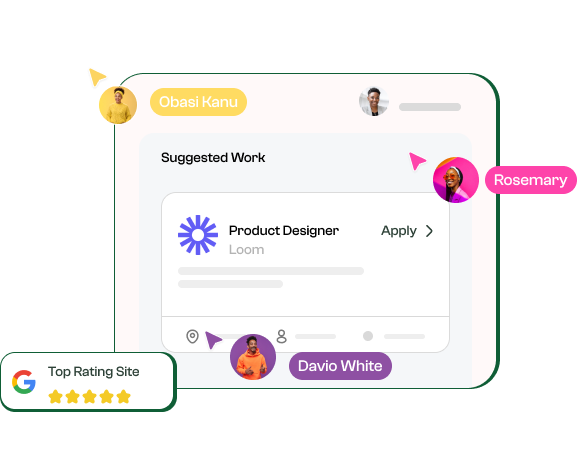 Obasi Kanu
Suggested Work
Rosemary
Product Designer
Apply
Loom
Davio White
Top Rating Site